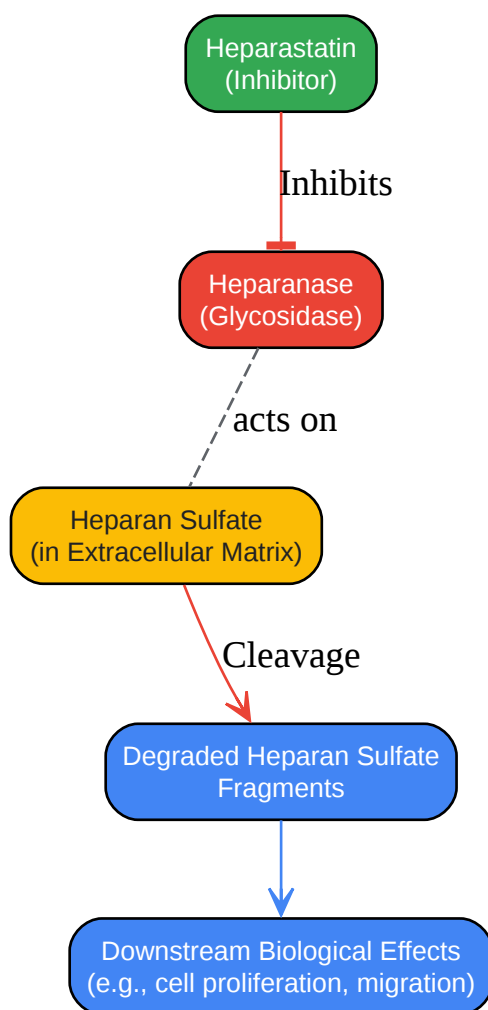 Heparastatin
(Inhibitor)
Inhibits
Heparanase
(Glycosidase)
acts on
Heparan Sulfate
(in Extracellular Matrix)
Cleavage
Degraded Heparan Sulfate
Fragments
Downstream Biological Effects
(e.g., cell proliferation, migration)